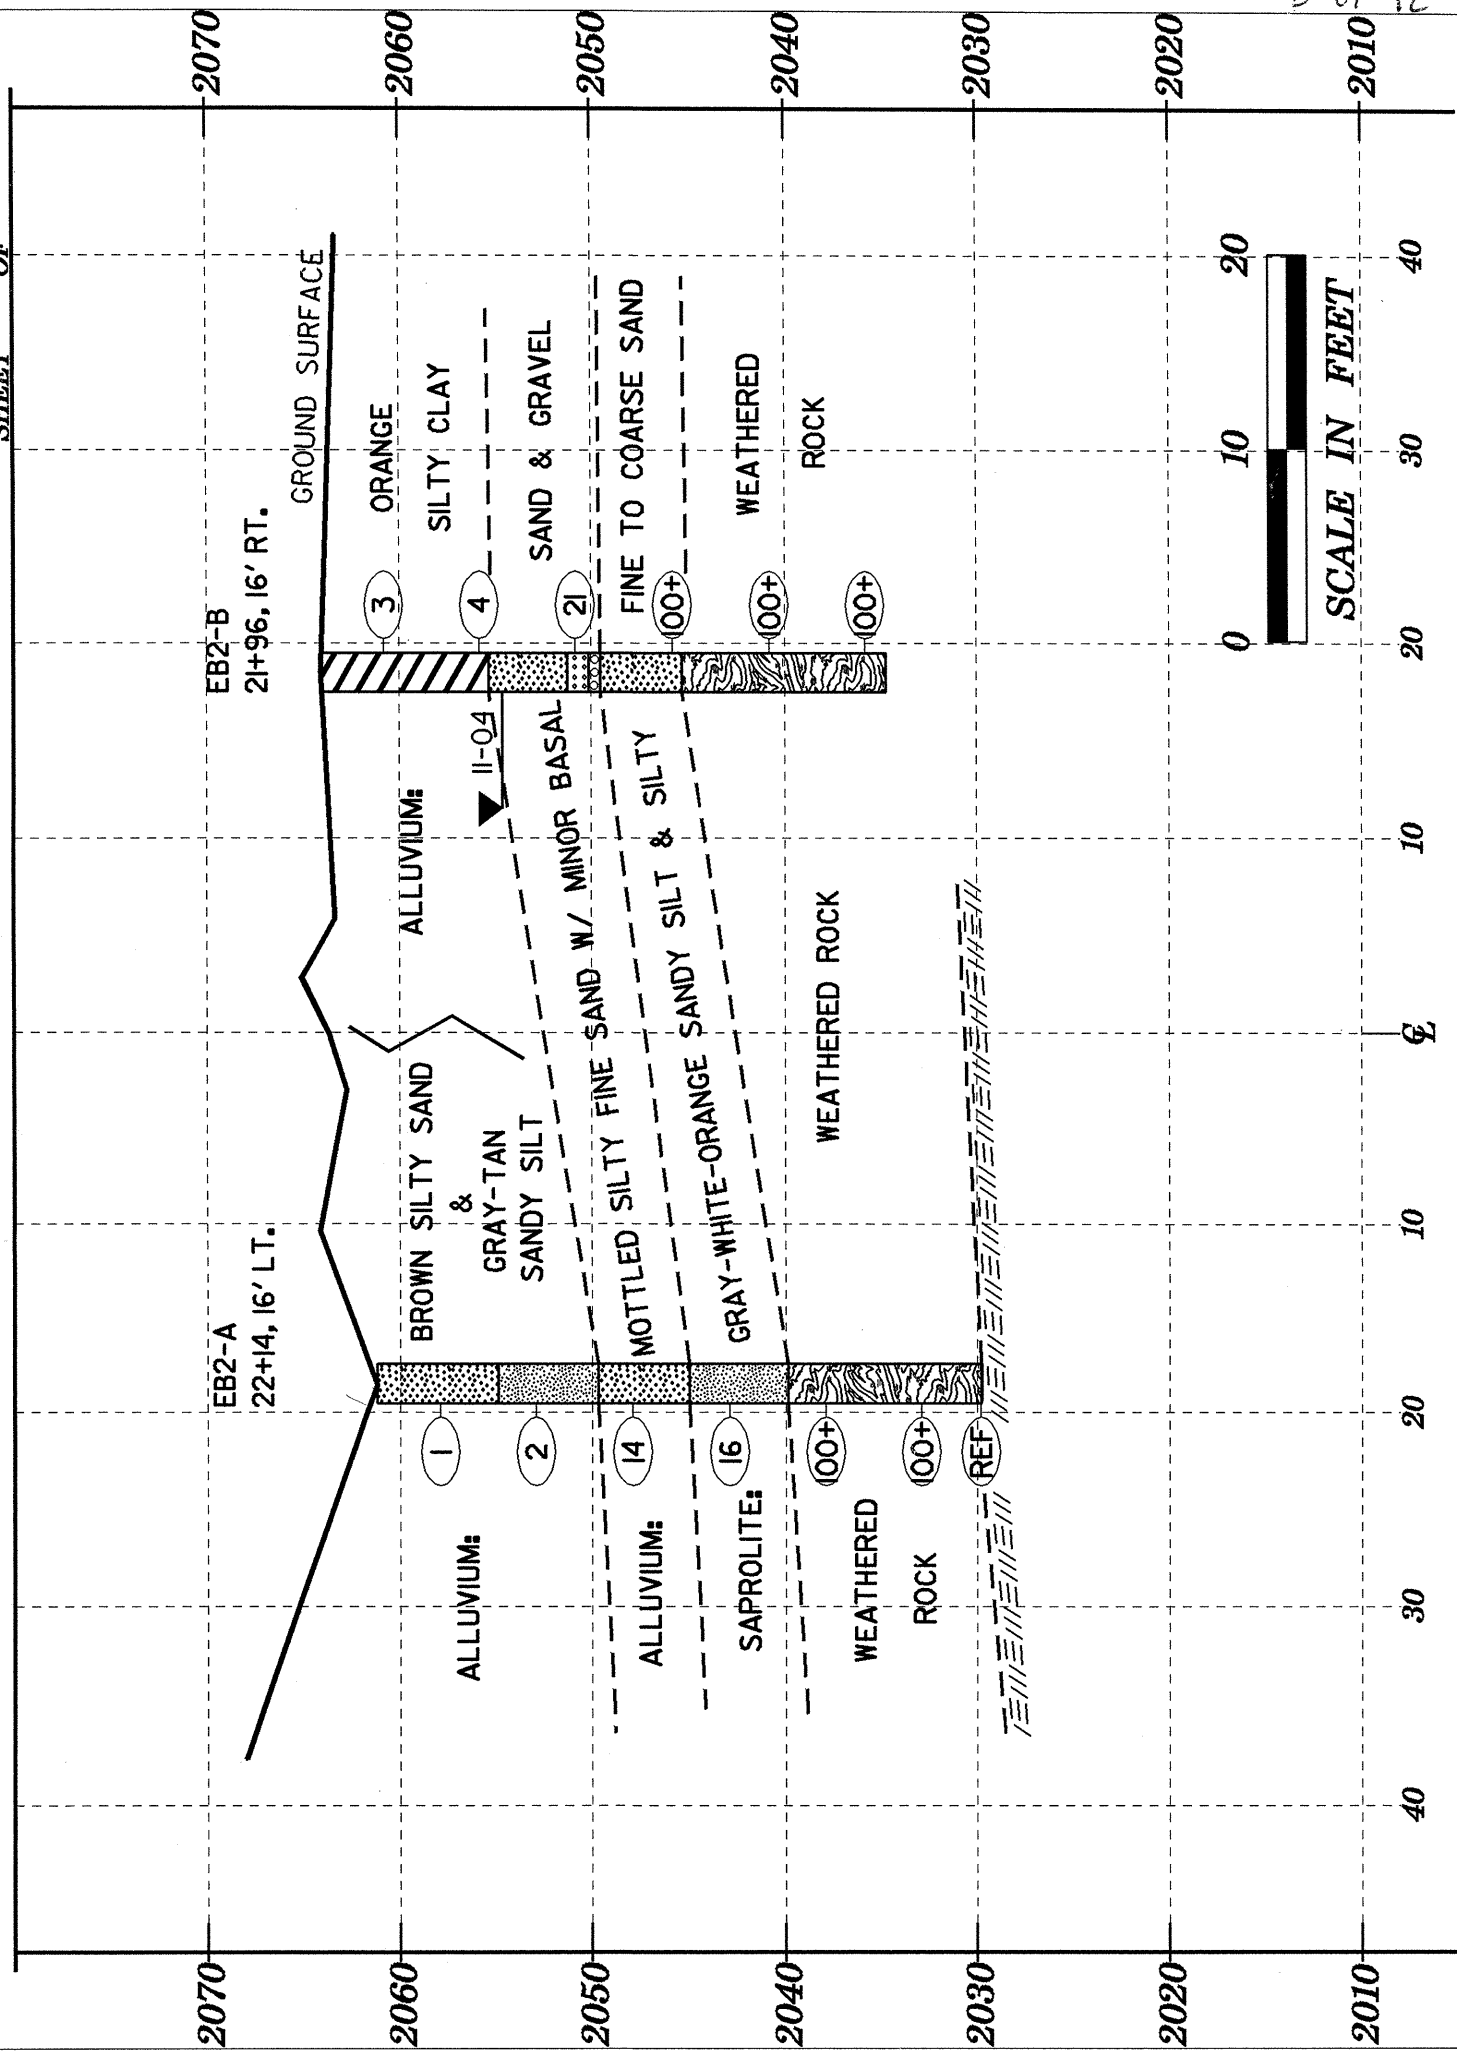 SHEET OF
2070
2060
2050
2040
2030
2020
2010
EB2-A
22+14, 16' LT.
EB2-B
21+96, 16' RT.
GROUND SURFACE
ALLUVIUM:
BROWN SILTY SAND
&
GRAY-TAN
SANDY SILT
ALLUVIUM:
ORANGE
SILTY CLAY
11-04
ALLUVIUM:
MOTTLED SILTY FINE SAND W/ MINOR BASAL
SAND & GRAVEL
SAPROLITE:
GRAY-WHITE-ORANGE SANDY SILT & SILTY
FINE TO COARSE SAND
WEATHERED
ROCK
WEATHERED ROCK
WEATHERED
ROCK
1
2
14
16
100+
100+
REF
3
4
21
100+
100+
100+
0 10 20
SCALE IN FEET
40 30 20 10 ℄ 10 20 30 40
2070
2060
2050
2040
2030
2020
2010